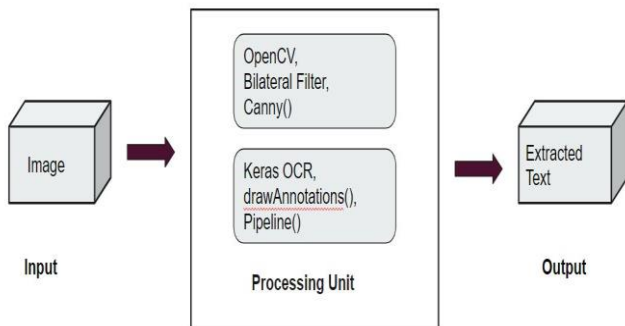 OpenCV,
Bilateral Filter,
Canny()
Image
Keras OCR,
drawAnnotations(),
Pipeline()
Extracted
Text
Input
Processing Unit
Output